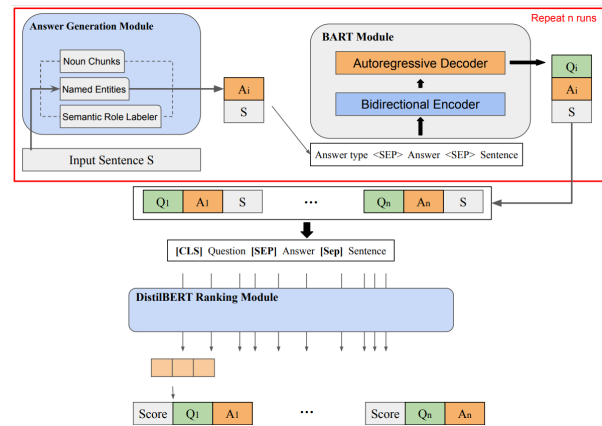 Repeat n runs
Answer Generation Module
BART Module
Noun Chunks
Named Entities
Semantic Role Labeler
Input Sentence S
Ai
S
Autoregressive Decoder
Bidirectional Encoder
Answer type <SEP> Answer <SEP> Sentence
Qi
Ai
S
Q1 A1 S ... Qn An S
[CLS] Question [SEP] Answer [Sep] Sentence
DistilBERT Ranking Module
Score Q1 A1 ... Score Qn An